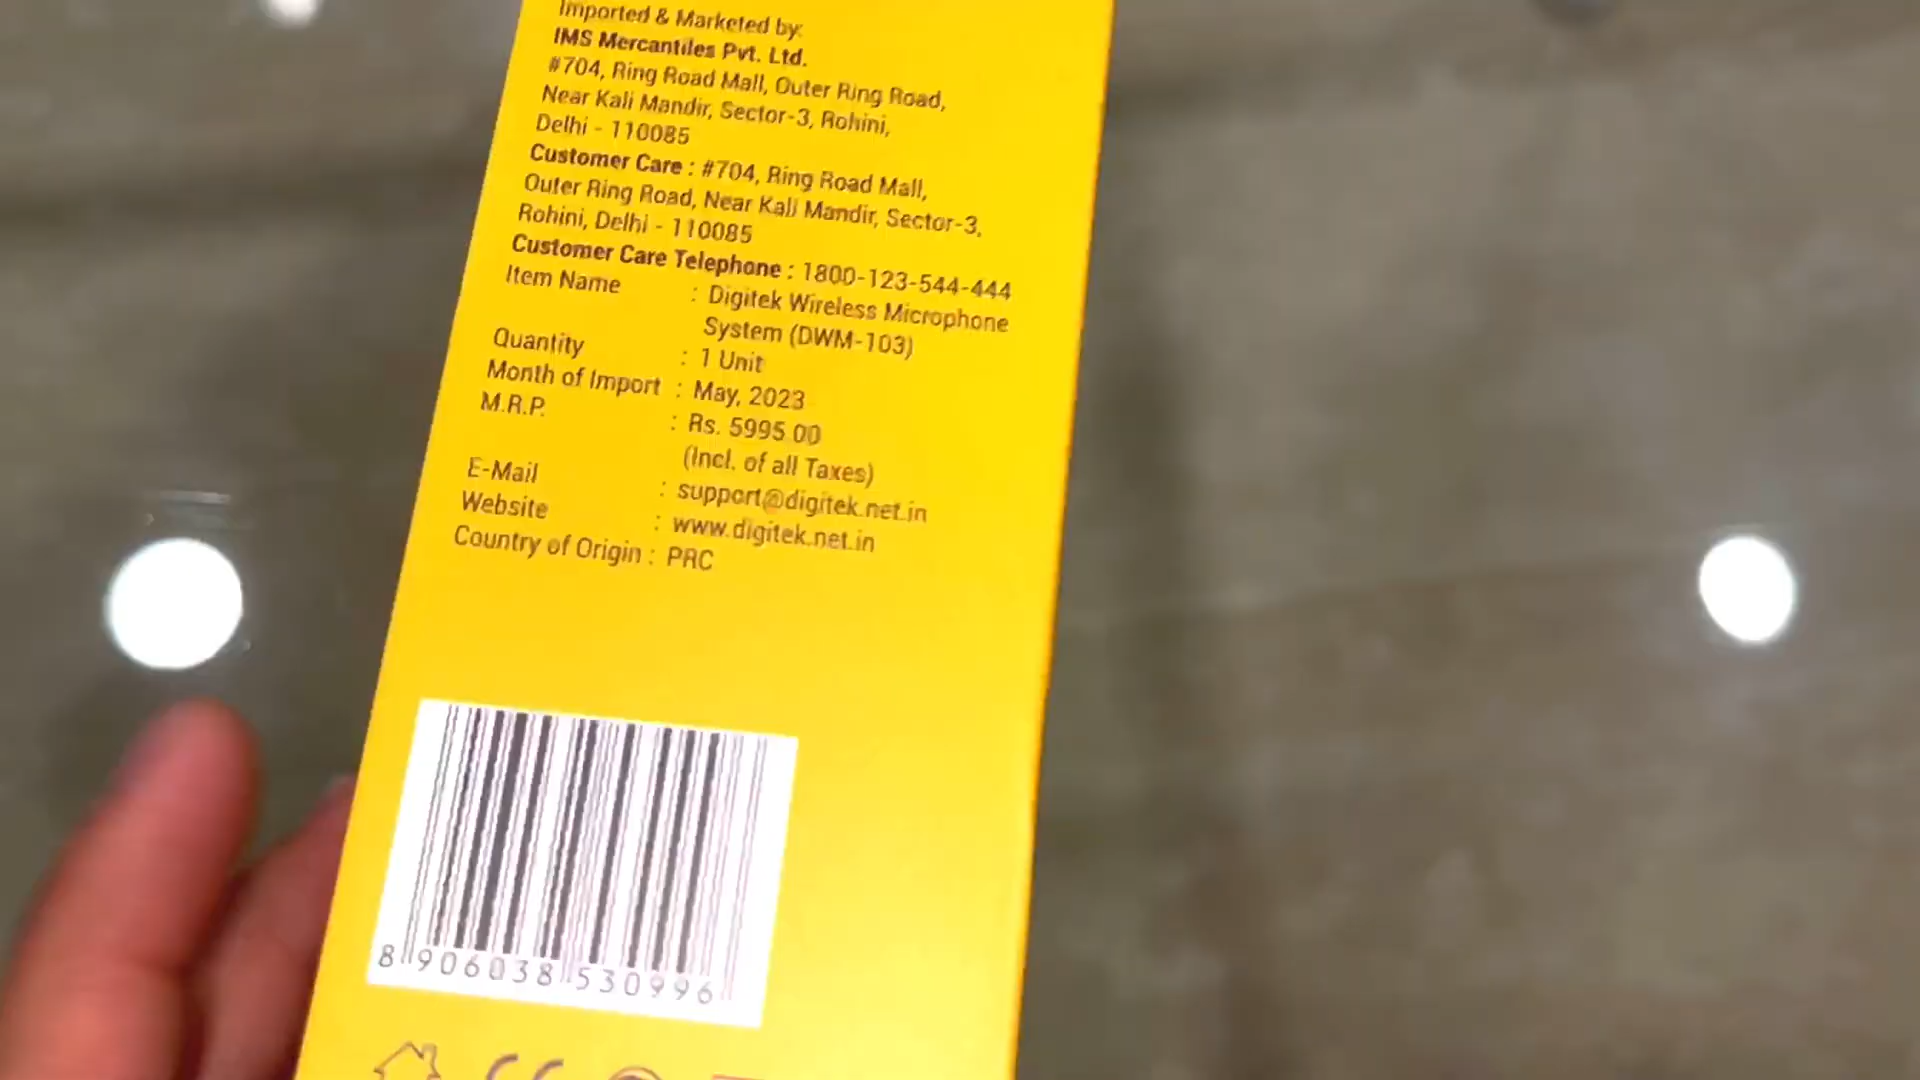 Imported & Marketed by:
IMS Mercantiles Pvt. Ltd.
#704, Ring Road Mall, Outer Ring Road,
Near Kali Mandir, Sector-3, Rohini,
Delhi - 110085
Customer Care : #704, Ring Road Mall,
Outer Ring Road, Near Kali Mandir, Sector-3,
Rohini, Delhi - 110085
Customer Care Telephone : 1800-123-544-444
Item Name : Digitek Wireless Microphone
System (DWM-103)
Quantity : 1 Unit
Month of Import : May, 2023
M.R.P. : Rs. 5995.00
(Incl. of all Taxes)
E-Mail : support@digitek.net.in
Website : www.digitek.net.in
Country of Origin : PRC
8 906038 530996